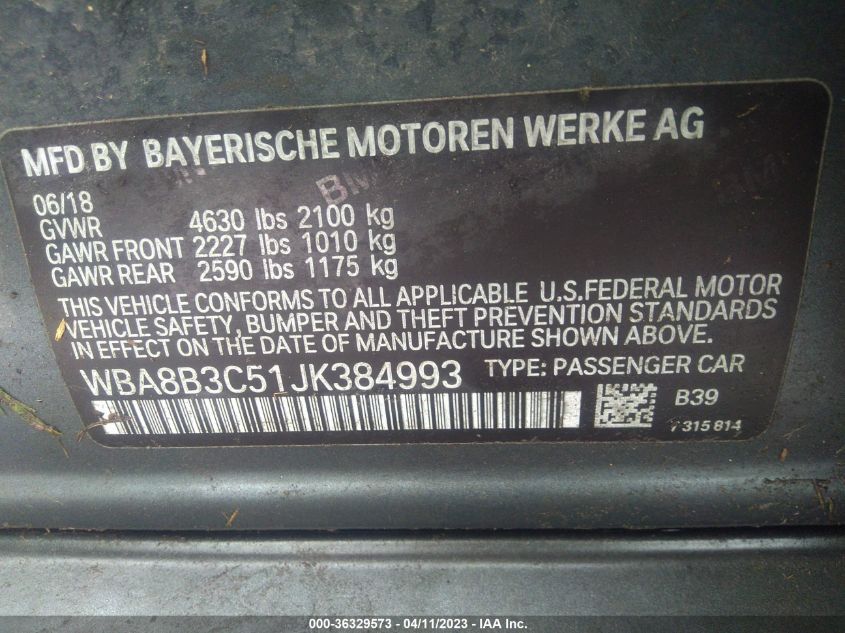 MFD BY BAYERISCHE MOTOREN WERKE AG
06/18
GVWR 4630 lbs 2100 kg
GAWR FRONT 2227 lbs 1010 kg
GAWR REAR 2590 lbs 1175 kg
THIS VEHICLE CONFORMS TO ALL APPLICABLE U.S.FEDERAL MOTOR
VEHICLE SAFETY, BUMPER AND THEFT PREVENTION STANDARDS
IN EFFECT ON THE DATE OF MANUFACTURE SHOWN ABOVE.
WBA8B3C51JK384993 TYPE: PASSENGER CAR
B39
7 315 814
000-36329573 - 04/11/2023 - IAA Inc.